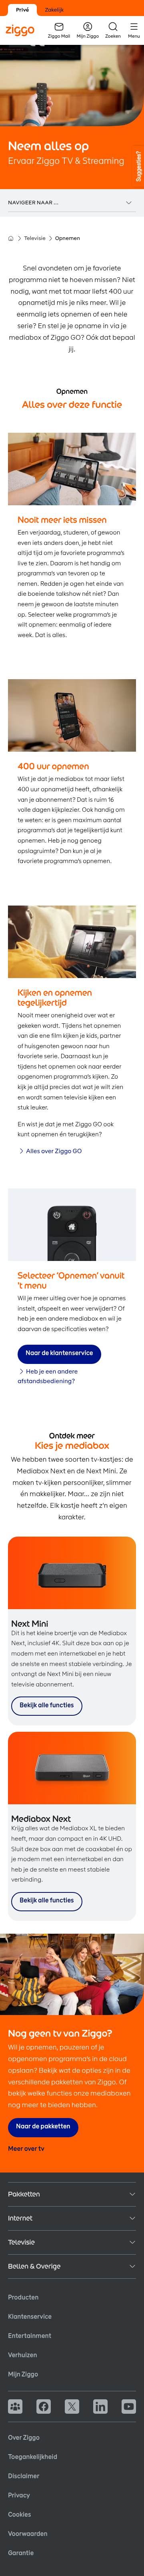 Privé
Zakelijk
ziggo
Ziggo Mail
Mijn Ziggo
Zoeken
Menu
Neem alles op
Ervaar Ziggo TV & Streaming
Suggesties?
NAVIGEER NAAR ...
Televisie
Opnemen
Snel onvoldeten om je favoriete
programma niet te hoeven missen? Niet
nodig, want met tot maar liefst 400 uur
opnametijd mis je niks meer. Wil je
eenmalig iets opnemen of een hele
serie? En stel je je opname in via je
mediabox of Ziggo GO? Oók dat bepaal
jij.
Opnemen
Alles over deze functie
Nooit meer iets missen
Een verjaardag, studeren, of gewoon
even iets anders doen, je hebt niet
altijd tijd om je favoriete programma's
live te zien. Daarom is het handig om
programma's van tevoren op te
nemen. Redden je ogen het einde van
die boeiende talkshow nét niet? Dan
neem je gewoon de laatste minuten
op. Selecteer welke programma's of
series je wanneer en hoe vaak je op
wilt opnemen: eenmalig of iedere
week. Dat is alles.
400 uur opnemen
Wist je dat je mediabox tot maar liefst
400 uur opnametijd heeft, afhankelijk
van je abonnement? Dat zit ruim 16
volle dagen kijkplezier. Ook handig om
te weten: er is geen maximum aantal
programma's dat je tegelijkertijd kunt
opnemen. Heb je nog genoeg
opslagruimte? Dan kun je al je
favoriete programma's opnemen.
Kijken en opnemen
tegelijkertijd
Nooit meer onenigheid over wat er
gekeken wordt. Tijdens het opnemen
van de ene film kijken je kids, partner
of huisgenoten gewoon naar hun
favoriete serie. Daarnaast kun je
tijdens het opnemen ook naar eerder
opgenomen programma's kijken. Zo
kijk je altijd precies dat wat je wilt zien
en wordt samen televisie kijken een
stuk leuker.
En wist je dat je met Ziggo GO ook
kunt opnemen én terugkijken?
Alles over Ziggo GO
Selecteer 'Opnemen' vanuit
't menu
Wil je meer uitleg over hoe je opnames
instelt, afspeelt en weer verwijdert? Of
heb je een andere mediabox en wil je
daarvan de specificaties weten?
Naar de klantenservice
Heb je een andere
afstandsbediening?
Ontdek meer
Kies je mediabox
We hebben twee soorten tv-kastjes: de
Mediabox Next en de Next Mini. Ze
maken tv-kijken persoonlijker, slimmer
én makkelijker. Maar... ze zijn niet
hetzelfde. Elk kastje heeft z'n eigen
karakter.
Next Mini
Dit is het kleine broertje van de Mediabox
Next, inclusief 4K. Sluit deze box aan op je
modem met een internetkabel en je hebt
de snelste en meest stabiele verbinding. Je
ontvangt de Next Mini bij een nieuw
televisie abonnement.
Bekijk alle functies
Mediabox Next
Krijg alles wat de Mediabox XL te bieden
heeft, maar dan compact en in 4K UHD.
Sluit deze box aan met de coaxkabel én op
je modem met een internetkabel en dan
heb je de snelste en meest stabiele
verbinding.
Bekijk alle functies
Nog geen tv van Ziggo?
Wil je opnemen, pauzeren of je
opgenomen programma's in de cloud
opslaan? Bekijk wat de opties zijn in de
verschillende pakketten van Ziggo. Of
bekijk welke functies onze mediaboxen
nog meer te bieden hebben.
Naar de pakketten
Meer over tv
Pakketten
Internet
Televisie
Bellen & Overige
Producten
Klantenservice
Entertainment
Verhuizen
Mijn Ziggo
Over Ziggo
Toegankelijkheid
Disclaimer
Privacy
Cookies
Voorwaarden
Garantie